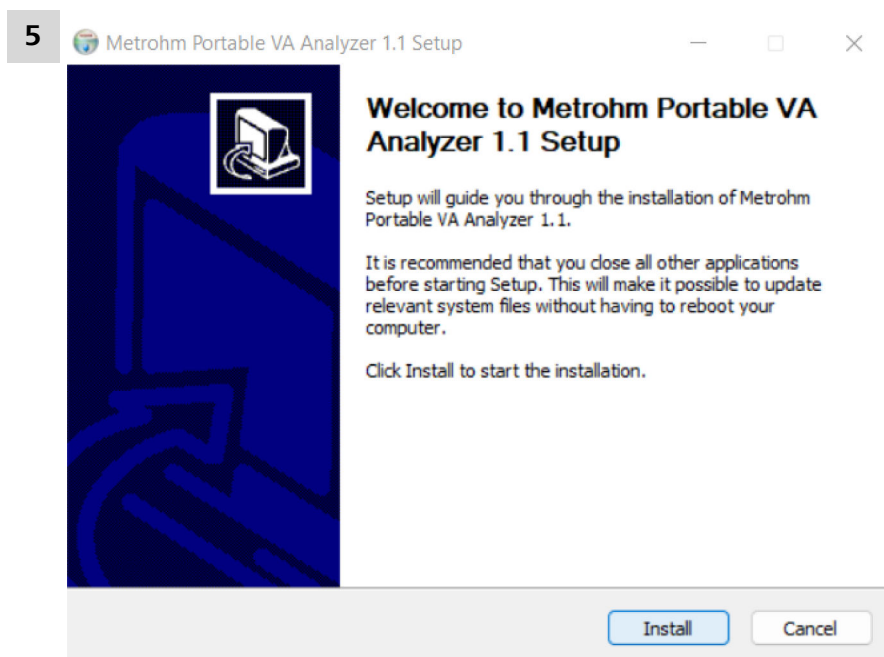 5
Metrohm Portable VA Analyzer 1.1 Setup
Welcome to Metrohm Portable VA
Analyzer 1.1 Setup
Setup will guide you through the installation of Metrohm
Portable VA Analyzer 1.1.
It is recommended that you close all other applications
before starting Setup. This will make it possible to update
relevant system files without having to reboot your
computer.
Click Install to start the installation.
Install
Cancel